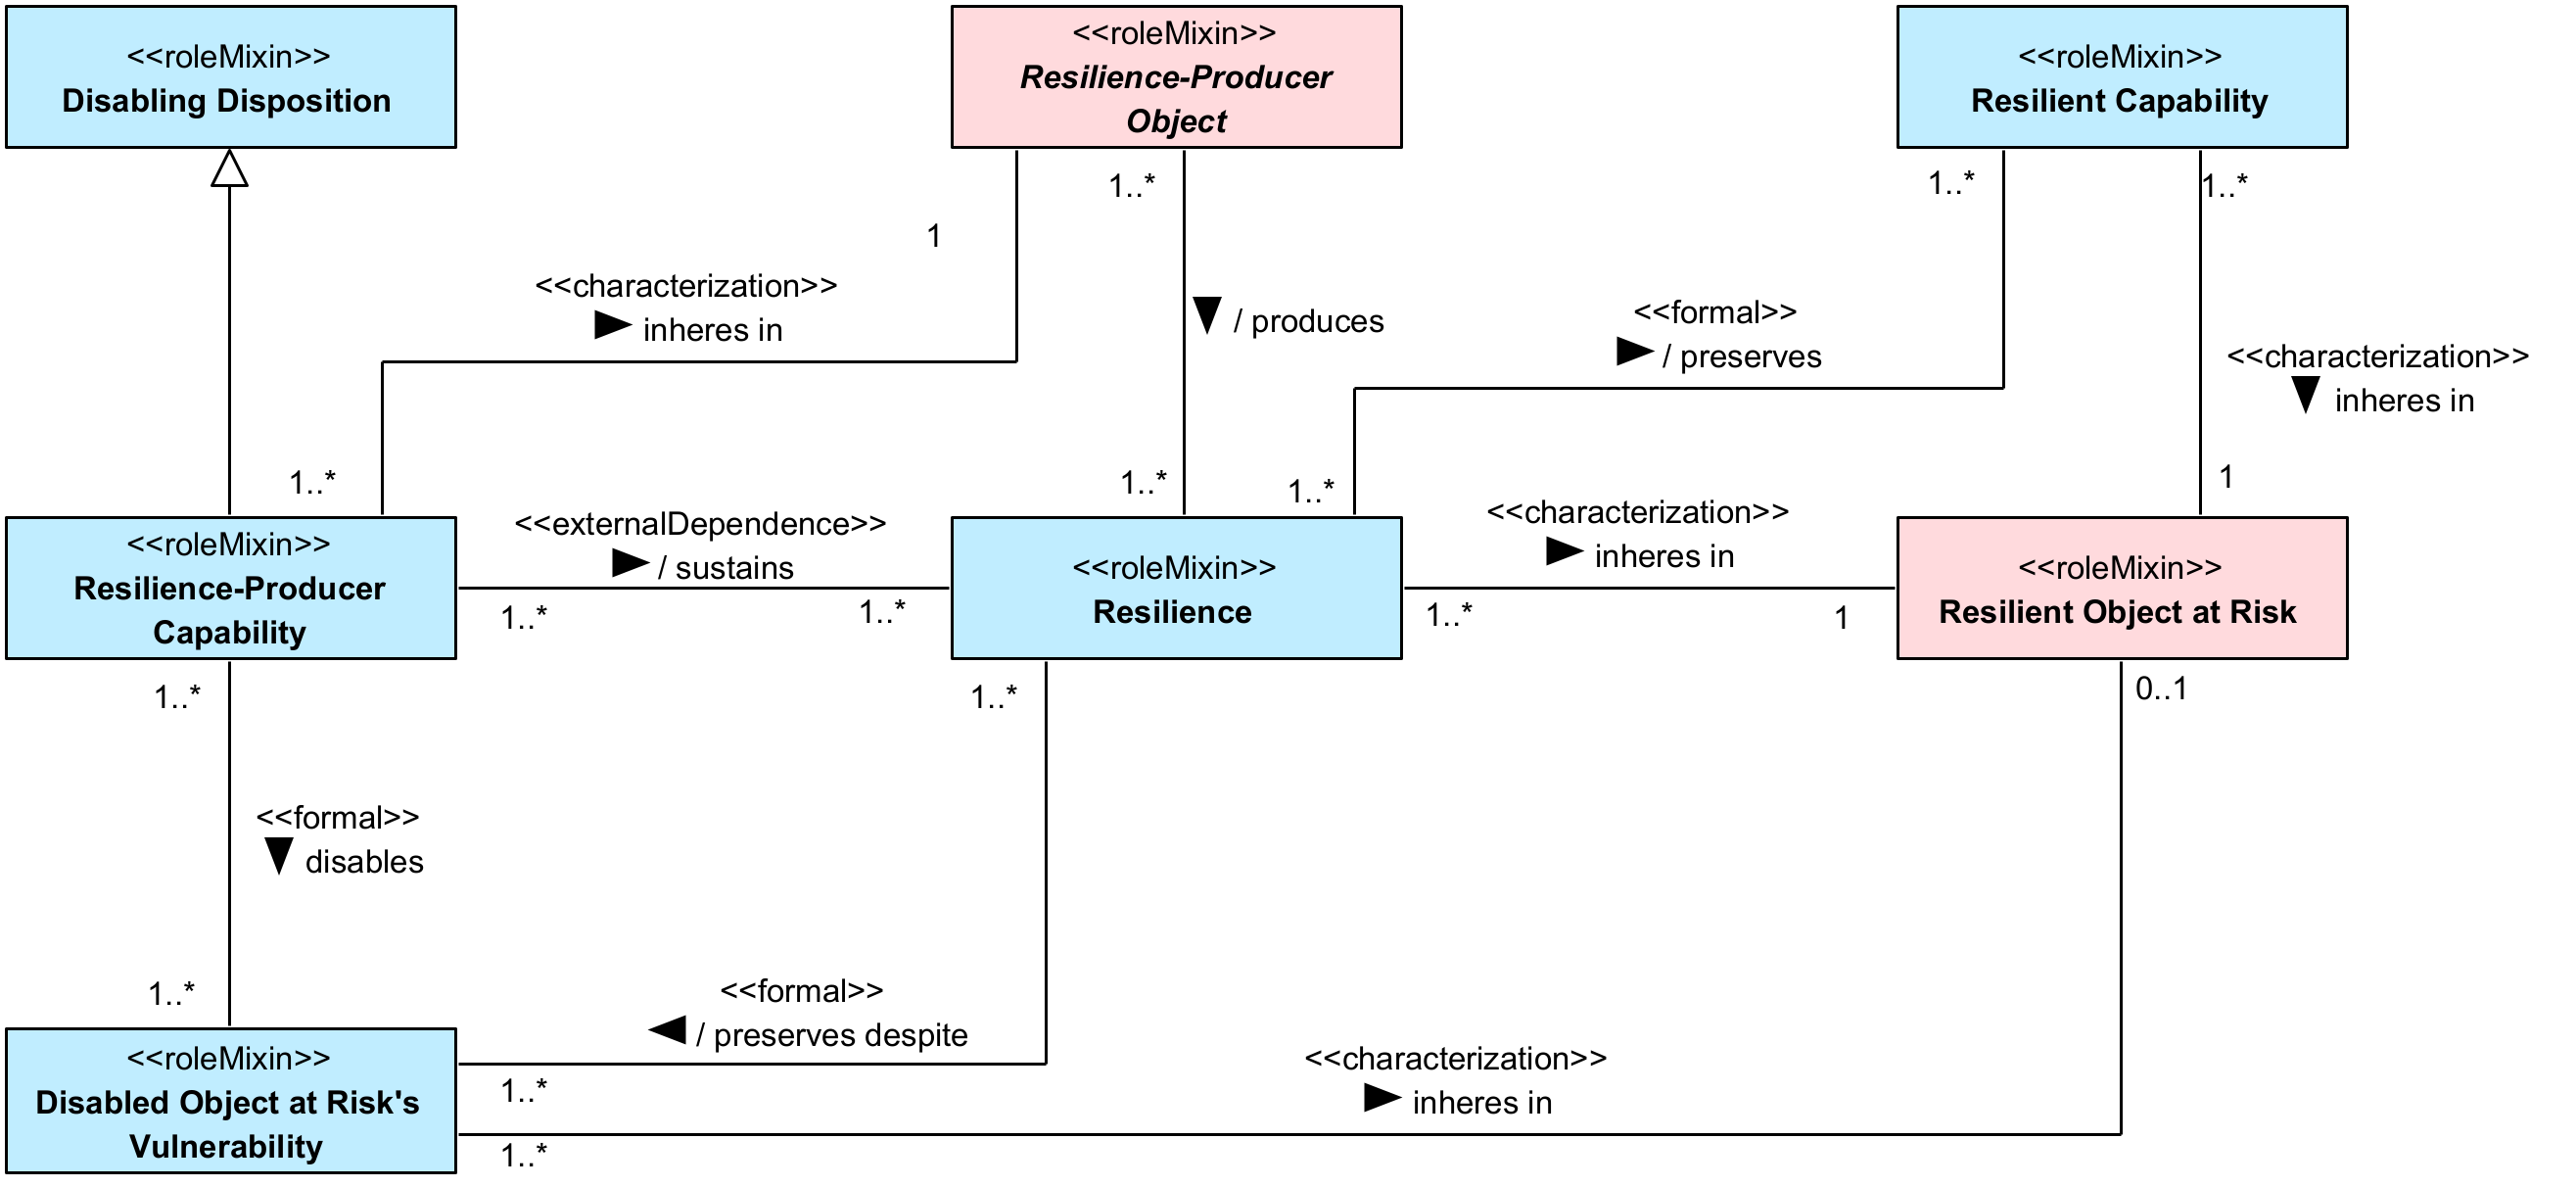 <<roleMixin>>
Disabling Disposition
<<roleMixin>>
Resilience-Producer
Object
<<roleMixin>>
Resilient Capability
1..*
1..*
1..*
1
<<characterization>>
inheres in
/ produces
<<formal>>
/ preserves
<<characterization>>
inheres in
1..*
1..*
1..*
1
<<roleMixin>>
Resilience-Producer
Capability
<<externalDependence>>
/ sustains
1..*
1..*
<<roleMixin>>
Resilience
<<characterization>>
inheres in
1..*
1
<<roleMixin>>
Resilient Object at Risk
1..*
1..*
0..1
<<formal>>
disables
1..*
<<formal>>
/ preserves despite
1..*
<<roleMixin>>
Disabled Object at Risk's
Vulnerability
<<characterization>>
inheres in
1..*